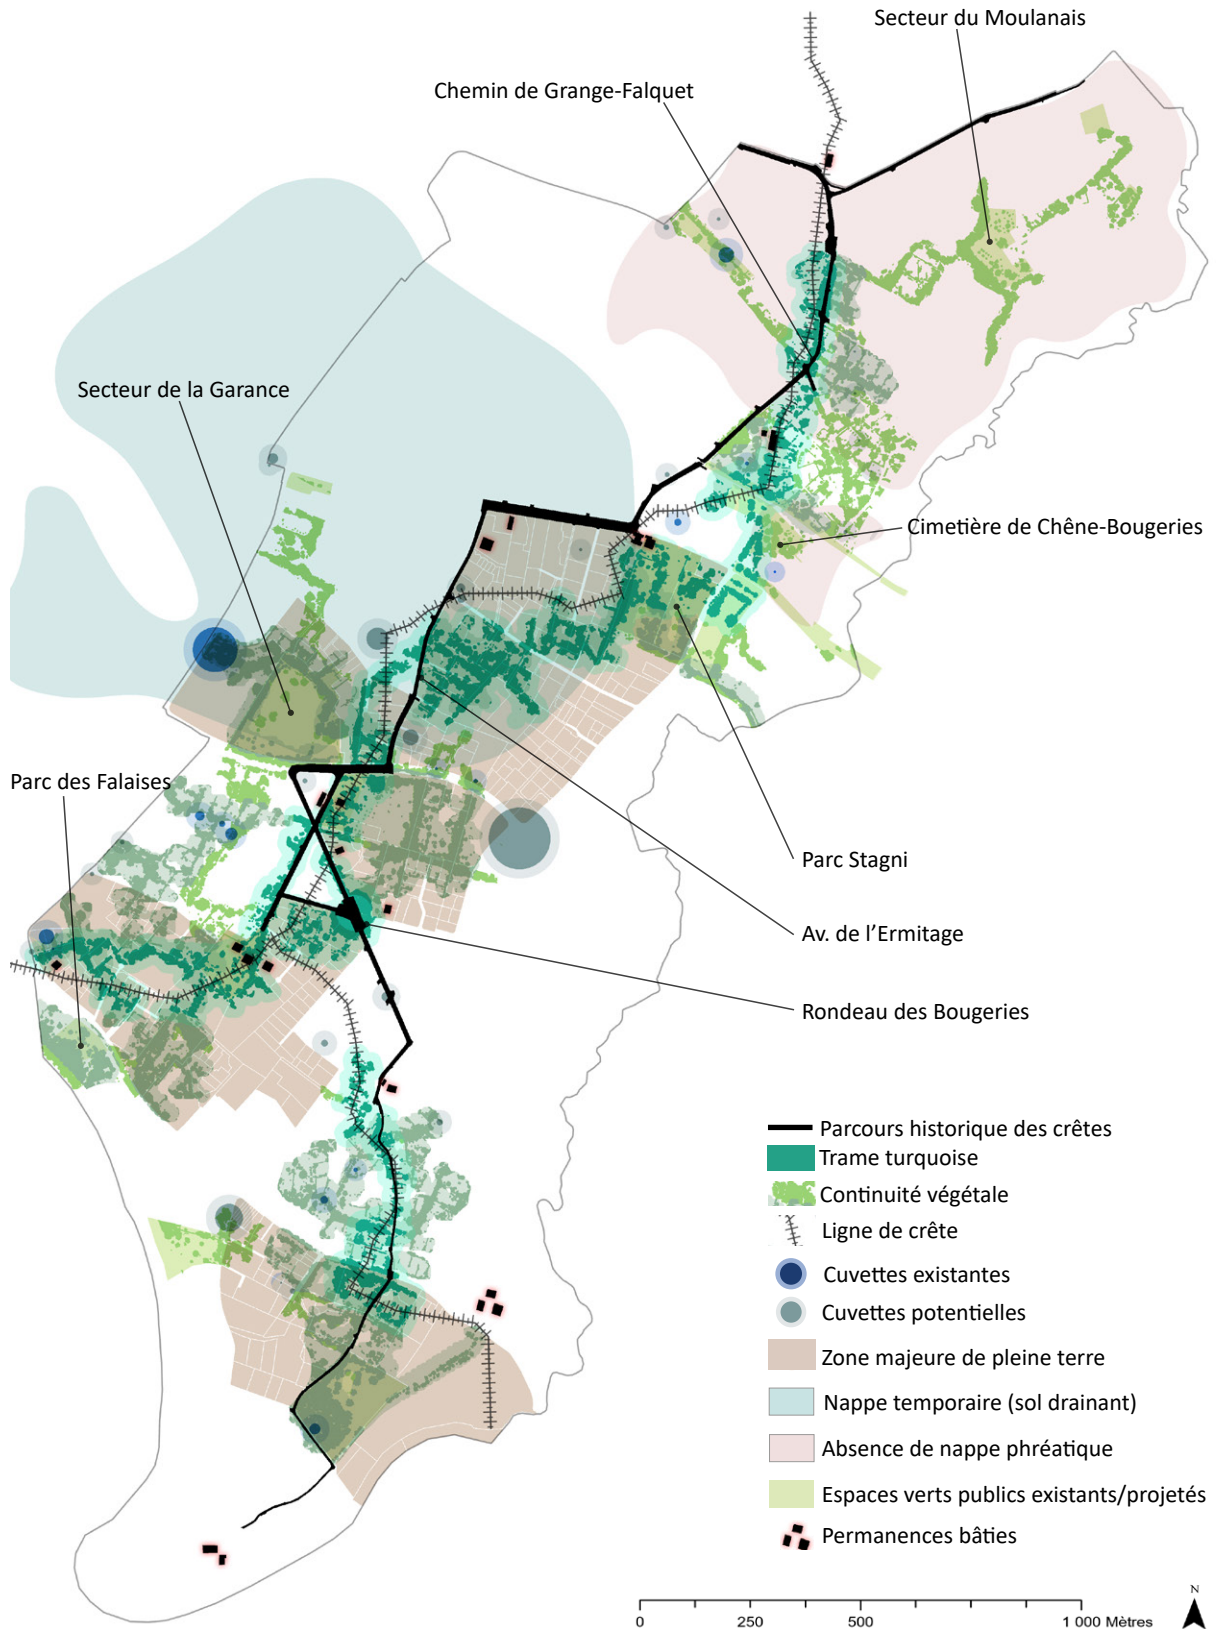 Secteur du Moulanais
Chemin de Grange-Falquet
Secteur de la Garance
Cimetière de Chêne-Bougeries
Parc des Falaises
Parc Stagni
Av. de l’Ermitage
Rondeau des Bougeries
Parcours historique des crêtes
Trame turquoise
Continuité végétale
Ligne de crête
Cuvettes existantes
Cuvettes potentielles
Zone majeure de pleine terre
Nappe temporaire (sol drainant)
Absence de nappe phréatique
Espaces verts publics existants/projetés
Permanences bâties
N
0 250 500 1 000 Mètres